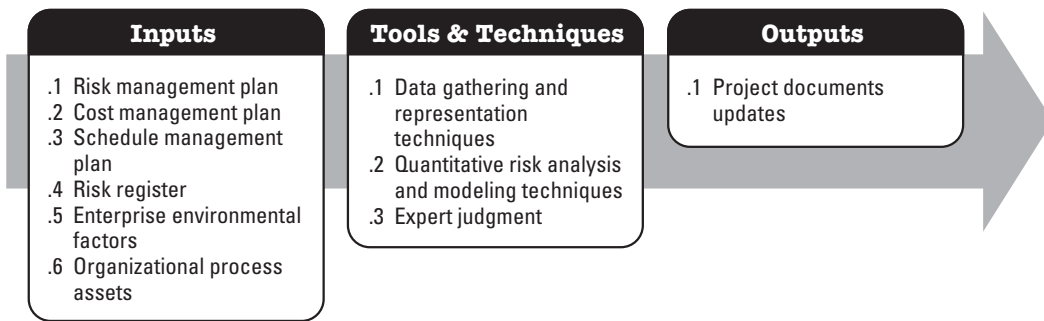 Inputs
.1 Risk management plan
.2 Cost management plan
.3 Schedule management
plan
.4 Risk register
.5 Enterprise environmental
factors
.6 Organizational process
assets
Tools & Techniques
.1 Data gathering and
representation
techniques
.2 Quantitative risk analysis
and modeling techniques
.3 Expert judgment
Outputs
.1 Project documents
updates